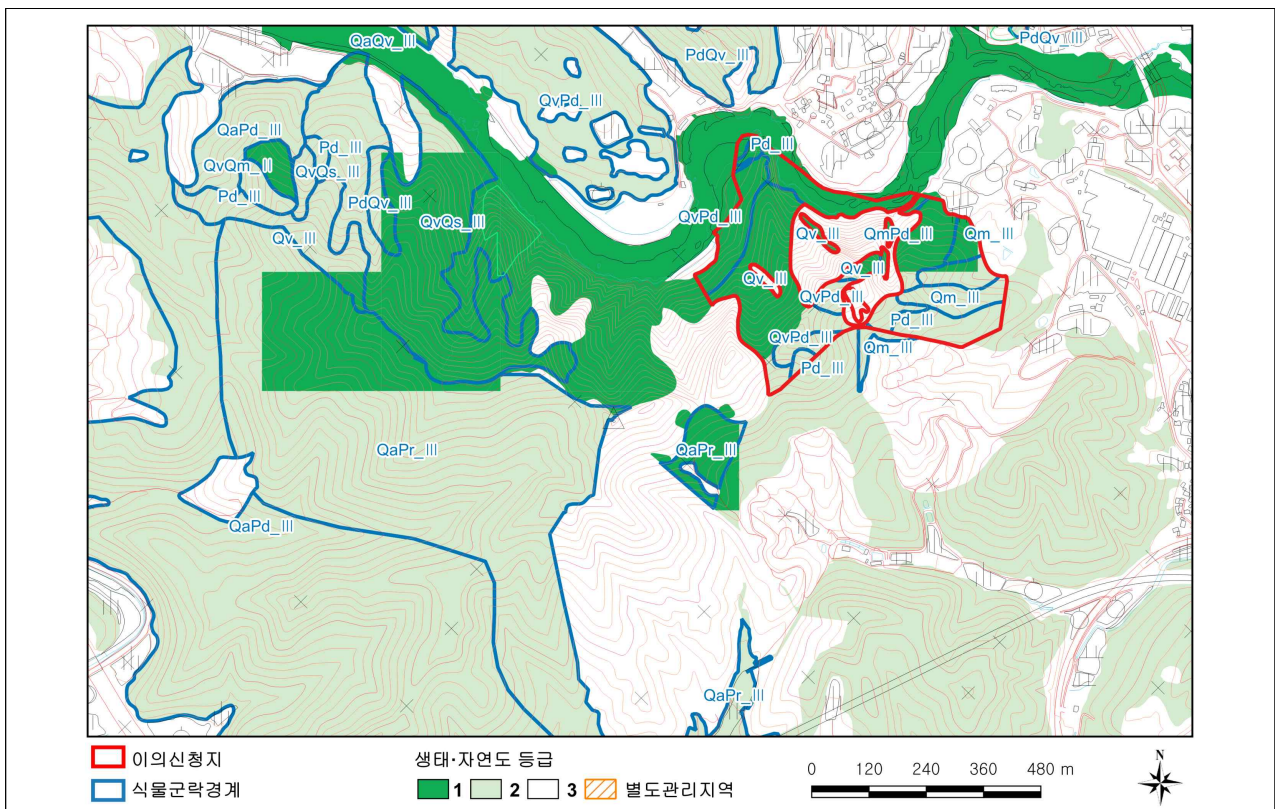 QaQv_III
PdQv_III
PdQv_III
QvPd_III
QaPd_III
Pd_III
Pd_III
QvQm_II
QvQs_III
Pd_III
PdQv_III
QvPd_III
QvQs_III
Qv_III
QmPd_III
Qm_III
Qv_III
Qv_III
Qv_III
QvPd_III
Qm_III
Pd_III
QvPd_III
Qm_III
Pd_III
QaPr_III
QaPr_III
QaPd_III
QaPr_III
이의신청지
식물군락경계
생태·자연도 등급
1 2 3 별도관리지역
0 120 240 360 480 m
N